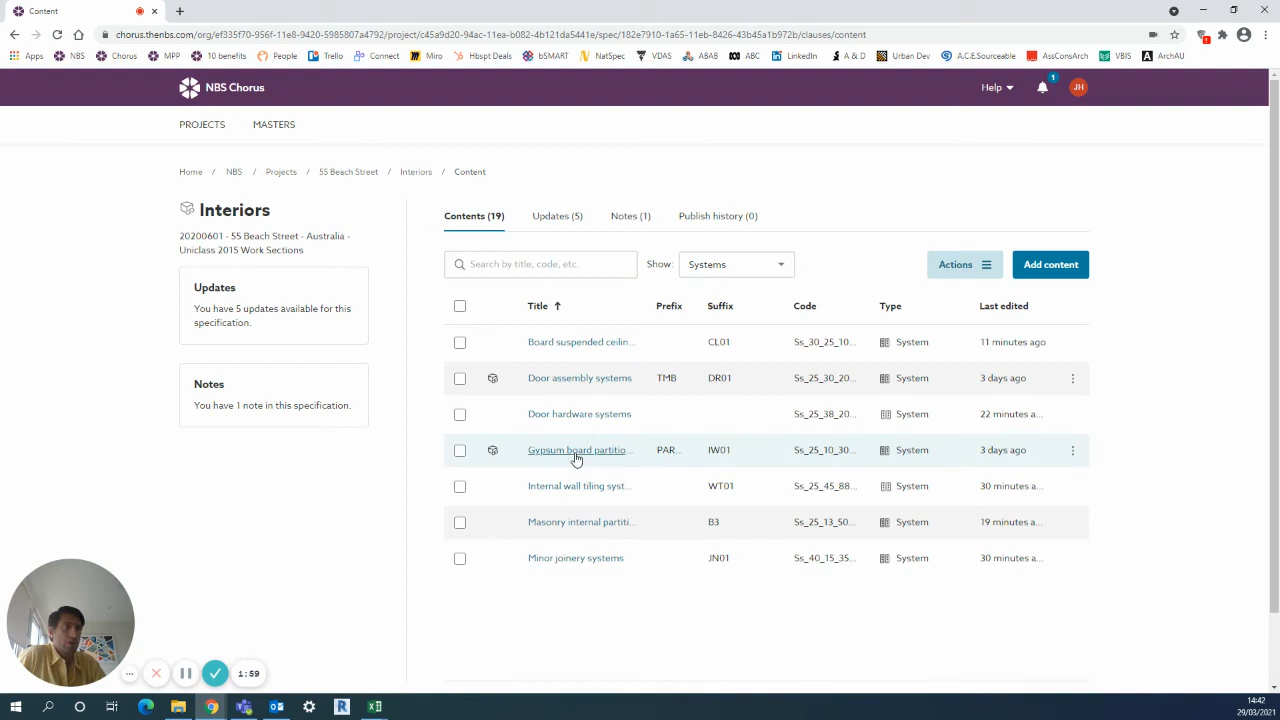 Content
chorus.thenbs.com/org/ef335f70-956f-11e8-9420-5985807a4792/project/c45a9d20-94ac-11ea-b082-4b121da5441e/spec/182e7910-1a65-11eb-8426-43b45a1b972b/clauses/content
Apps NBS Chorus MPP 10 benefits People Trello Connect Miro Hbspt Deals bSMART NatSpec VDAS ABAB ABC LinkedIn A & D Urban Dev A.C.E.Sourceable AssConsArch VBIS ArchAU
NBS Chorus
Help 1 JH
PROJECTS MASTERS
Home / NBS / Projects / 55 Beach Street / Interiors / Content
Interiors
20200601 - 55 Beach Street - Australia -
Uniclass 2015 Work Sections
Updates
You have 5 updates available for this
specification.
Notes
You have 1 note in this specification.
Contents (19) Updates (5) Notes (1) Publish history (0)
Search by title, code, etc. Show: Systems Actions Add content
Title Prefix Suffix Code Type Last edited
Board suspended ceilin... CL01 Ss_30_25_10... System 11 minutes ago
Door assembly systems TMB DR01 Ss_25_30_20... System 3 days ago
Door hardware systems Ss_25_38_20... System 22 minutes a...
Gypsum board partitio... PAR... IW01 Ss_25_10_30... System 3 days ago
Internal wall tiling syst... WT01 Ss_25_45_88... System 30 minutes a...
Masonry internal partiti... B3 Ss_25_13_50... System 19 minutes a...
Minor joinery systems JN01 Ss_40_15_35... System 30 minutes a...
1:59
14:42
29/03/2021